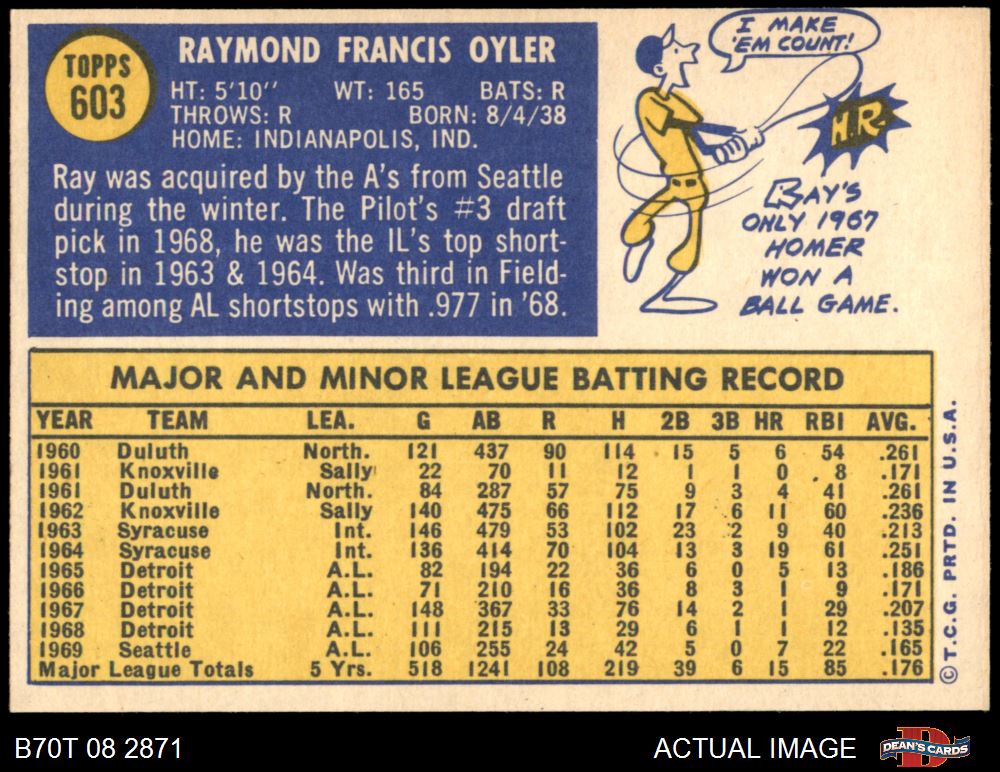 TOPPS
603
RAYMOND FRANCIS OYLER
HT: 5'10" WT: 165 BATS: R
THROWS: R BORN: 8/4/38
HOME: INDIANAPOLIS, IND.
Ray was acquired by the A's from Seattle
during the winter. The Pilot's #3 draft
pick in 1968, he was the IL's top short-
stop in 1963 & 1964. Was third in Field-
ing among AL shortstops with .977 in '68.
I MAKE
'EM COUNT!
HR
RAY'S
ONLY 1967
HOMER
WON A
BALL GAME.
MAJOR AND MINOR LEAGUE BATTING RECORD
YEAR TEAM LEA. G AB R H 2B 3B HR RBI AVG.
1960 Duluth North. 121 437 90 114 15 5 6 54 .261
1961 Knoxville Sally 22 70 11 12 1 1 0 8 .171
1961 Duluth North. 84 287 57 75 9 3 4 41 .261
1962 Knoxville Sally 140 475 66 112 17 6 11 60 .236
1963 Syracuse Int. 146 479 53 102 23 2 9 40 .213
1964 Syracuse Int. 136 414 70 104 13 3 19 61 .251
1965 Detroit A.L. 82 194 22 36 6 0 5 13 .186
1966 Detroit A.L. 71 210 16 36 8 3 1 9 .171
1967 Detroit A.L. 148 367 33 76 14 2 1 29 .207
1968 Detroit A.L. 111 215 13 29 6 1 1 12 .135
1969 Seattle A.L. 106 255 24 42 5 0 7 22 .165
Major League Totals 5 Yrs. 518 1241 108 219 39 6 15 85 .176
© T.C.G. PRTD. IN U.S.A.
B70T 08 2871
ACTUAL IMAGE
D
DEAN'S CARDS